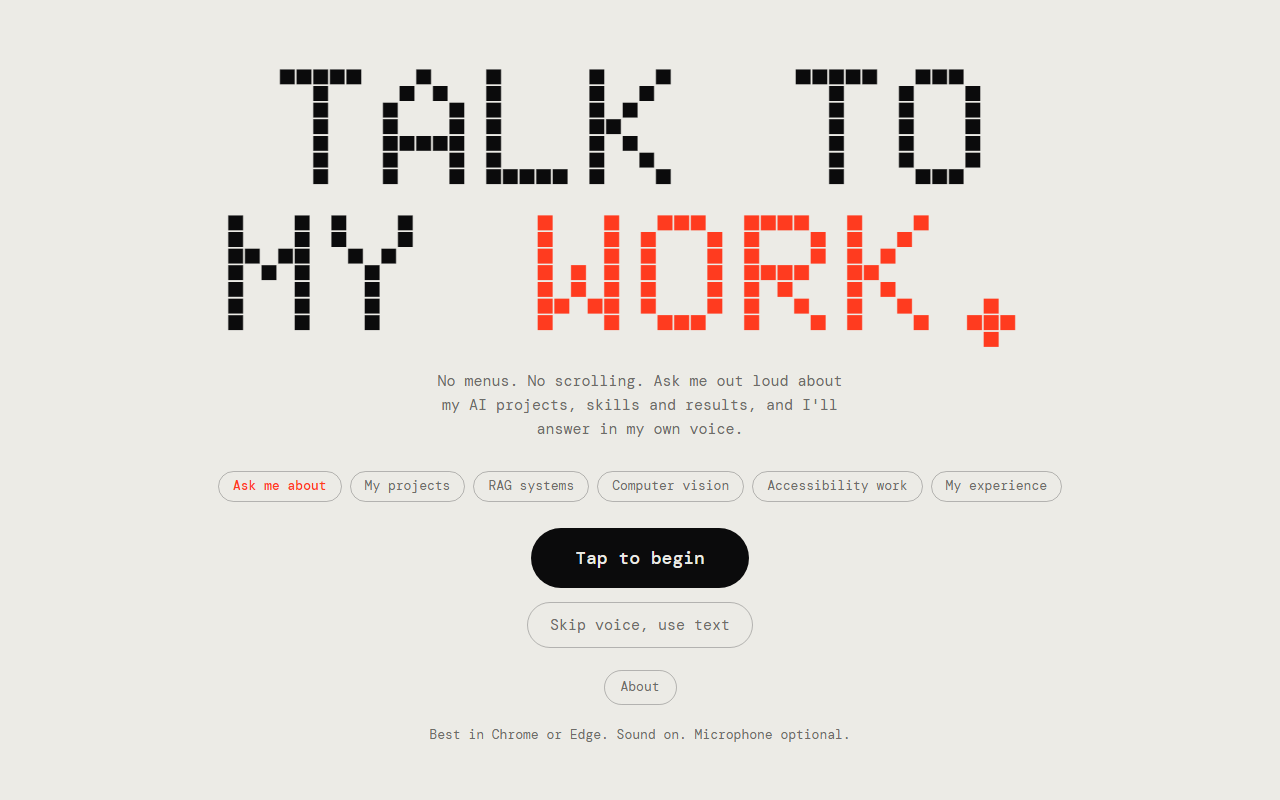 TALK TO
MY WORK.
No menus. No scrolling. Ask me out loud about
my AI projects, skills and results, and I'll
answer in my own voice.
Ask me about My projects RAG systems Computer vision Accessibility work My experience
Tap to begin
Skip voice, use text
About
Best in Chrome or Edge. Sound on. Microphone optional.